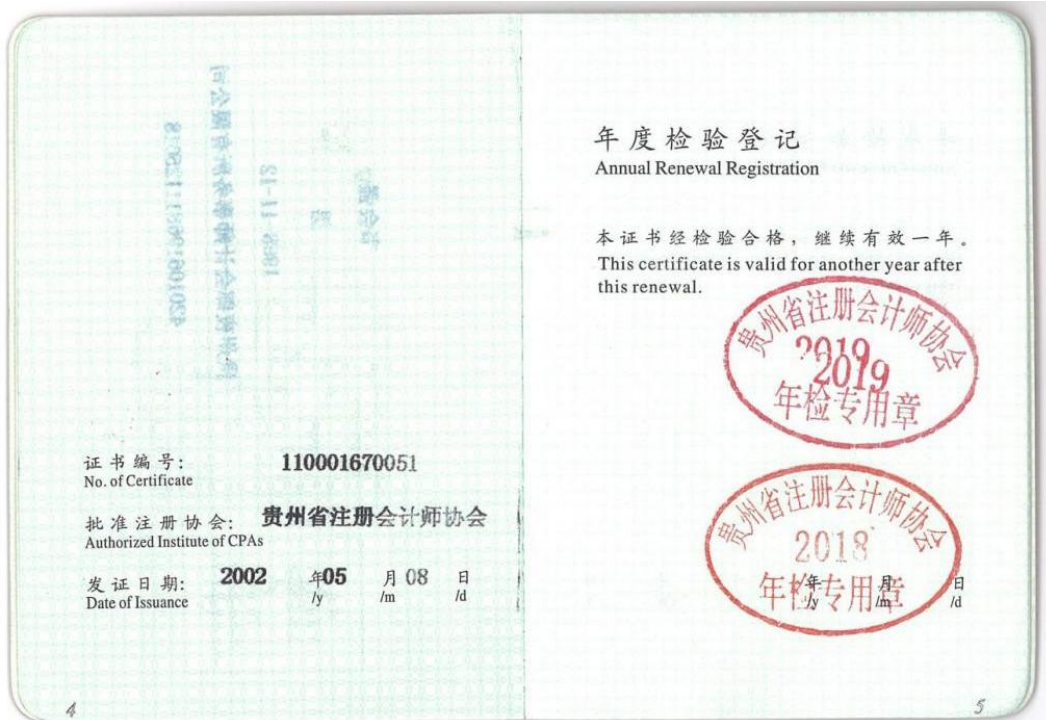 证书编号: 110001670051
No. of Certificate
批准注册协会: 贵州省注册会计师协会
Authorized Institute of CPAs
发证日期: 2002 年 05 月 08 日
Date of Issuance /y /m /d
4
年度检验登记
Annual Renewal Registration
本证书经检验合格，继续有效一年。
This certificate is valid for another year after
this renewal.
贵州省注册会计师协会
2019
2019
年检专用章
贵州省注册会计师协会
2018
年检专用章
年 月 日
/y /m /d
5